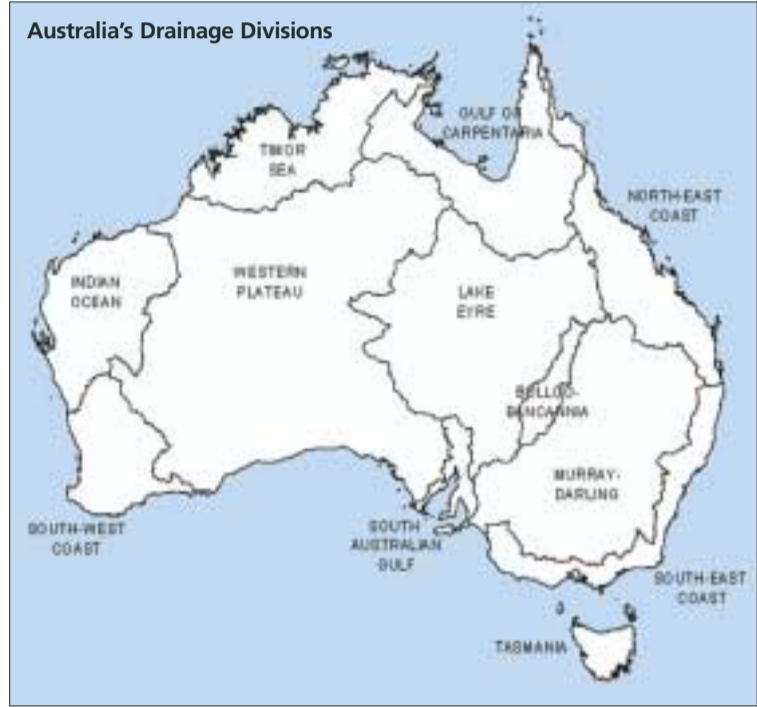 Australia's Drainage Divisions
GULF OF
CARPENTARIA
TIMOR
SEA
NORTH-EAST
COAST
INDIAN
OCEAN
WESTERN
PLATEAU
LAKE
EYRE
BULLOO-
BANCANNIA
MURRAY-
DARLING
SOUTH-WEST
COAST
SOUTH
AUSTRALIAN
GULF
SOUTH-EAST
COAST
TASMANIA